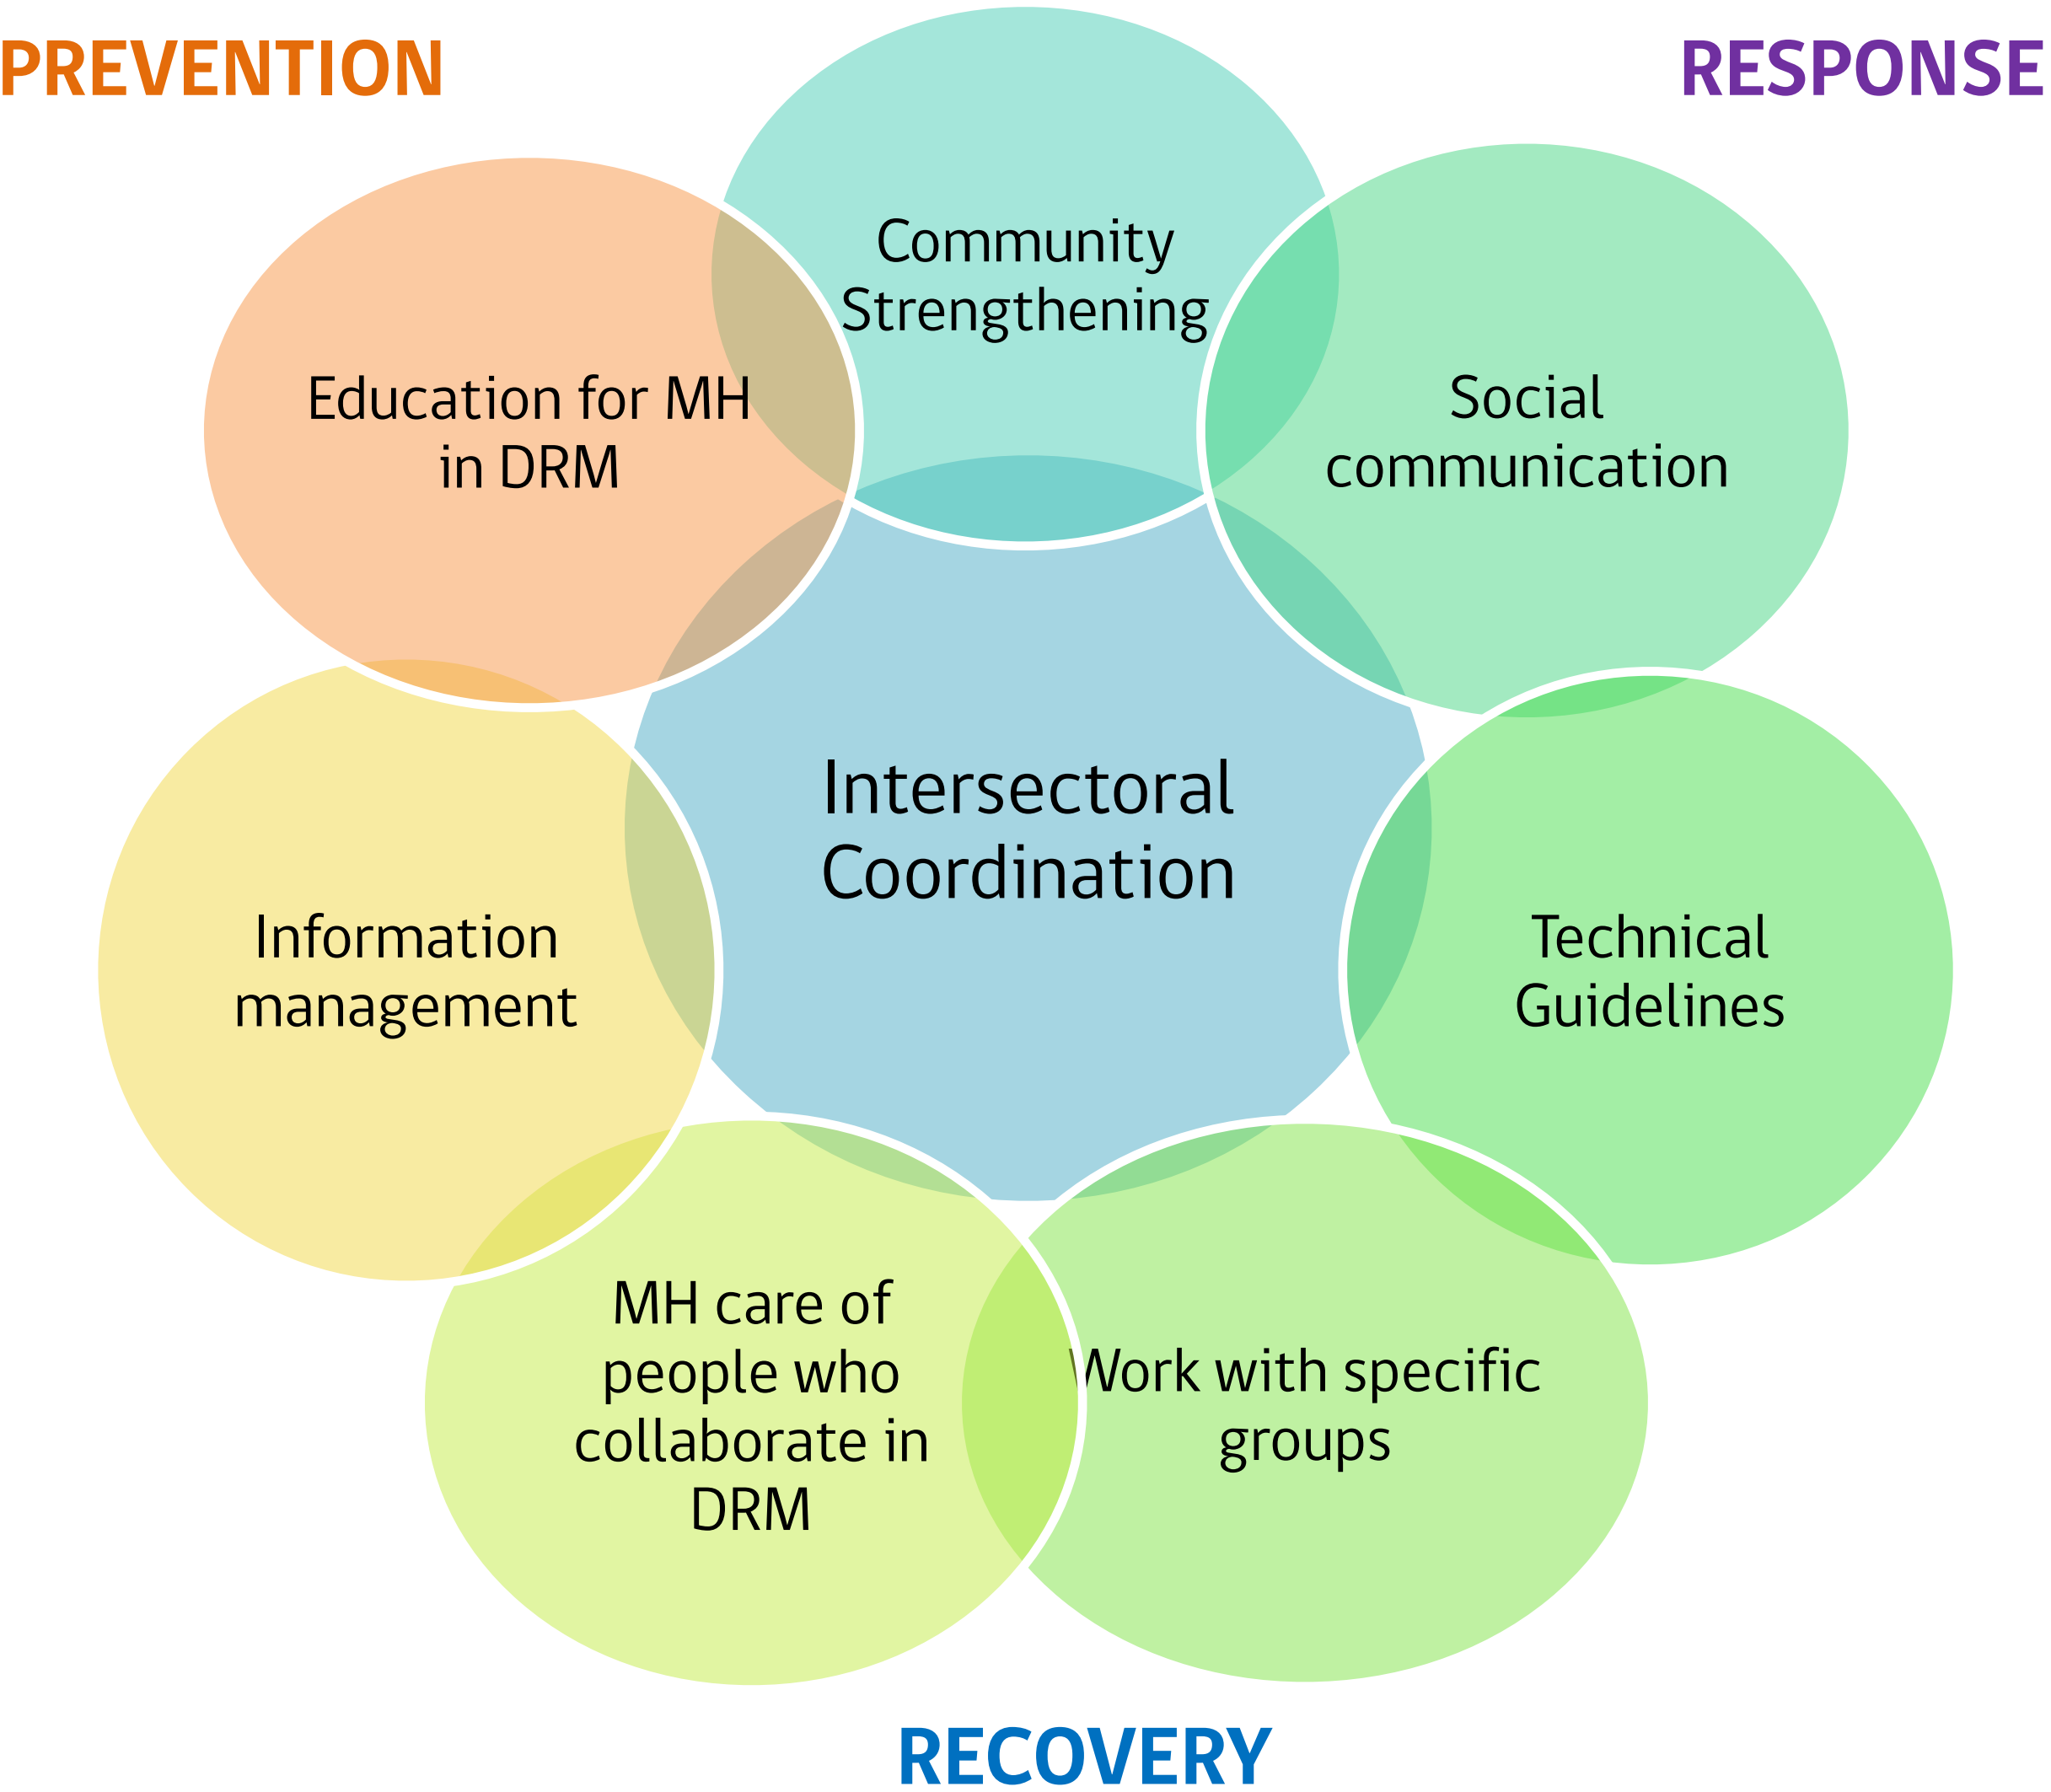 PREVENTION
RESPONSE
Community
Strengthening
Education for MH
in DRM
Social
communication
Intersectoral
Coordination
Information
management
Technical
Guidelines
MH care of
people who
collaborate in
DRM
Work with specific
groups
RECOVERY